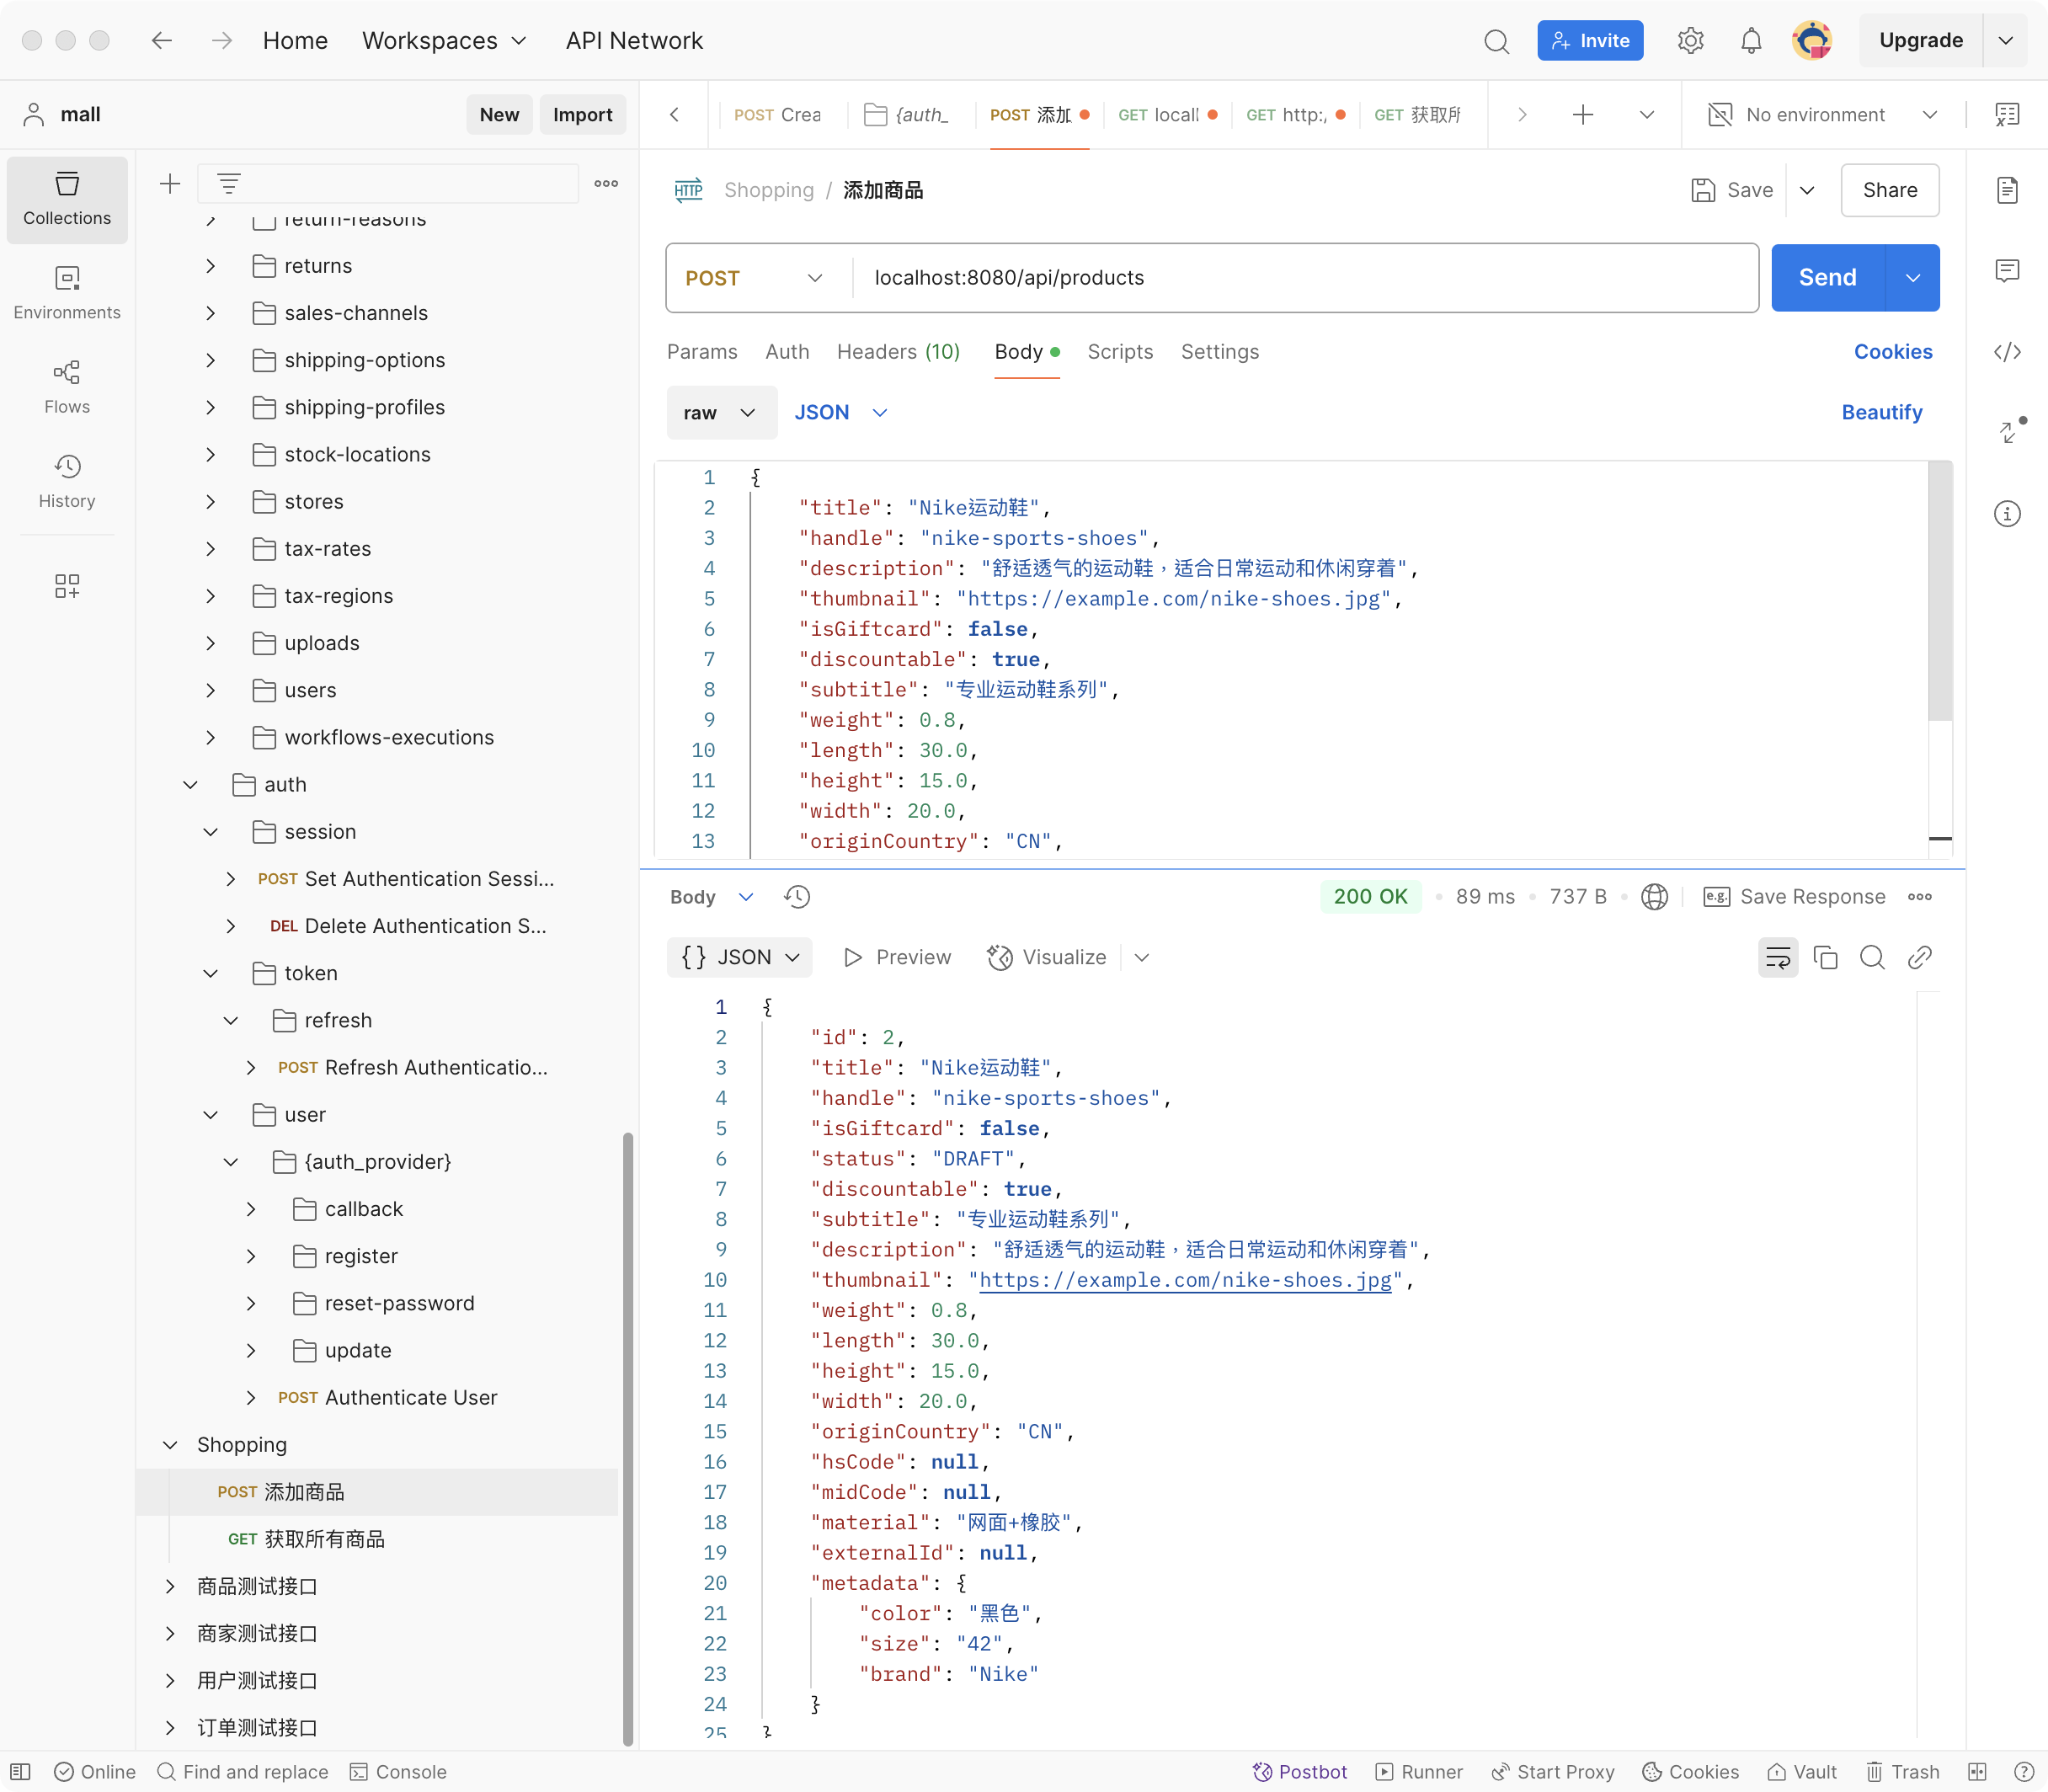 Home Workspaces API Network Invite Upgrade
mall New Import
POST Crea {auth_ POST 添加 GET locall GET http:/ GET 获取所 No environment
Collections
Environments
Flows
History
return-reasons
returns
sales-channels
shipping-options
shipping-profiles
stock-locations
stores
tax-rates
tax-regions
uploads
users
workflows-executions
auth
session
POST Set Authentication Sessi...
DEL Delete Authentication S...
token
refresh
POST Refresh Authenticatio...
user
{auth_provider}
callback
register
reset-password
update
POST Authenticate User
Shopping
POST 添加商品
GET 获取所有商品
商品测试接口
商家测试接口
用户测试接口
订单测试接口
HTTP Shopping / 添加商品 Save Share
POST localhost:8080/api/products Send
Params Auth Headers (10) Body Scripts Settings Cookies
raw JSON Beautify
1 {
2 "title": "Nike运动鞋",
3 "handle": "nike-sports-shoes",
4 "description": "舒适透气的运动鞋，适合日常运动和休闲穿着",
5 "thumbnail": "https://example.com/nike-shoes.jpg",
6 "isGiftcard": false,
7 "discountable": true,
8 "subtitle": "专业运动鞋系列",
9 "weight": 0.8,
10 "length": 30.0,
11 "height": 15.0,
12 "width": 20.0,
13 "originCountry": "CN",
Body 200 OK 89 ms 737 B e.g. Save Response
{} JSON Preview Visualize
1 {
2 "id": 2,
3 "title": "Nike运动鞋",
4 "handle": "nike-sports-shoes",
5 "isGiftcard": false,
6 "status": "DRAFT",
7 "discountable": true,
8 "subtitle": "专业运动鞋系列",
9 "description": "舒适透气的运动鞋，适合日常运动和休闲穿着",
10 "thumbnail": "https://example.com/nike-shoes.jpg",
11 "weight": 0.8,
12 "length": 30.0,
13 "height": 15.0,
14 "width": 20.0,
15 "originCountry": "CN",
16 "hsCode": null,
17 "midCode": null,
18 "material": "网面+橡胶",
19 "externalId": null,
20 "metadata": {
21 "color": "黑色",
22 "size": "42",
23 "brand": "Nike"
24 }
25 }
Online Find and replace Console Postbot Runner Start Proxy Cookies Vault Trash